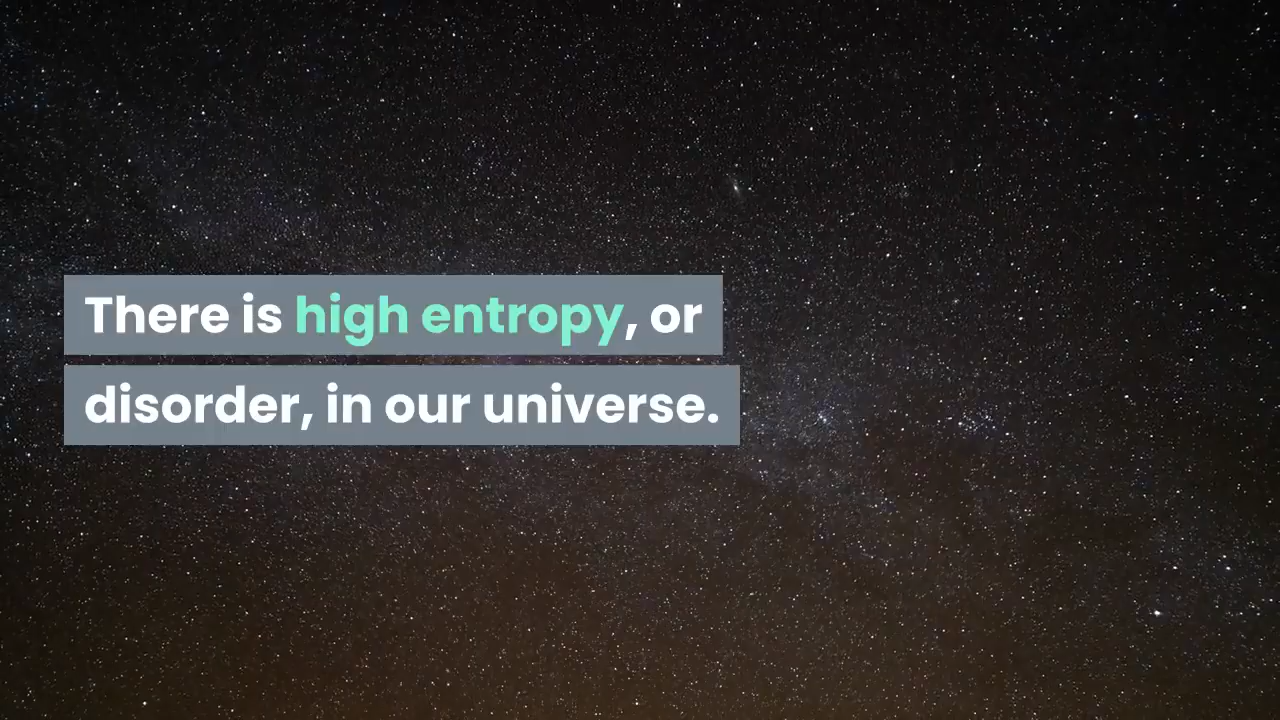 There is high entropy, or
disorder, in our universe.